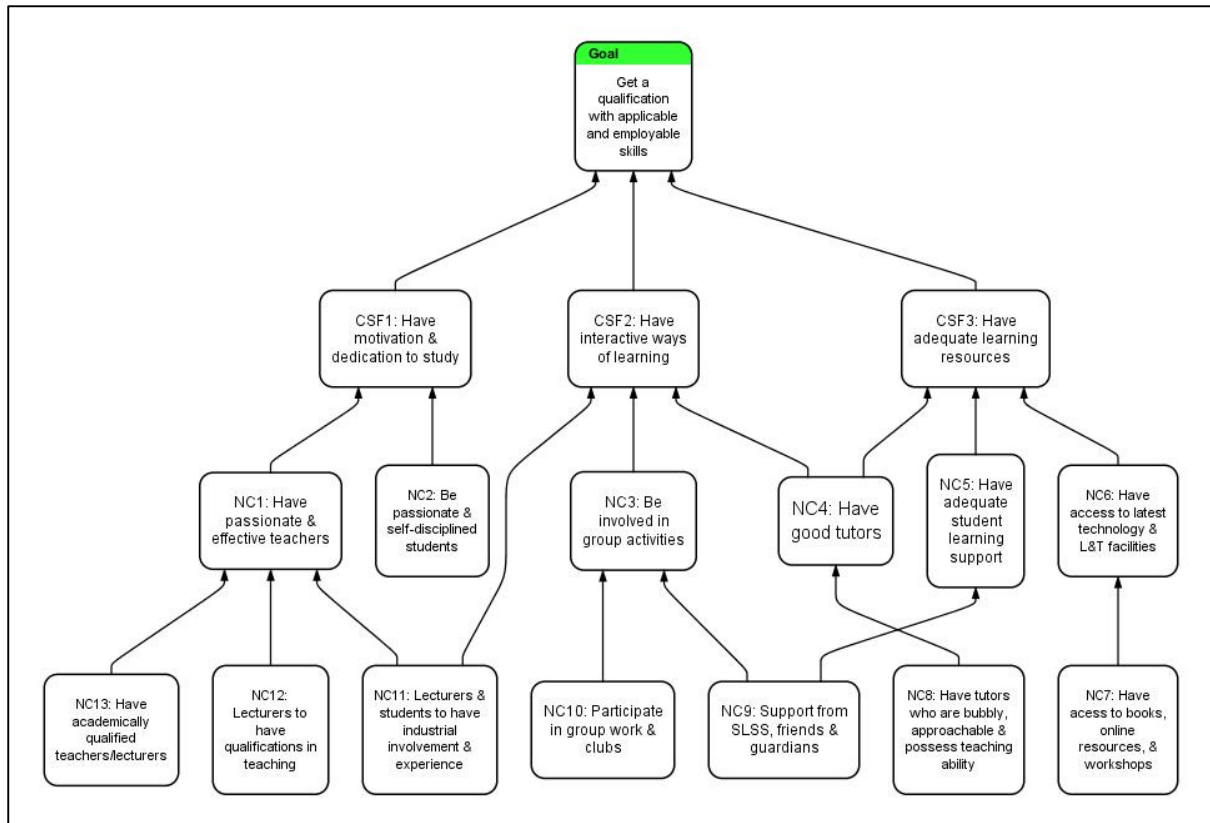 Goal
Get a
qualification
with applicable
and employable
skills
CSF1: Have
motivation &
dedication to study
CSF2: Have
interactive ways
of learning
CSF3: Have
adequate learning
resources
NC1: Have
passionate &
effective teachers
NC2: Be
passionate &
self-disciplined
students
NC3: Be
involved in
group activities
NC4: Have
good tutors
NC5: Have
adequate
student
learning
support
NC6: Have
access to latest
technology &
L&T facilities
NC13: Have
academically
qualified
teachers/lecturers
NC12:
Lecturers to
have
qualifications in
teaching
NC11: Lecturers &
students to have
industrial
involvement &
experience
NC10: Participate
in group work &
clubs
NC9: Support from
SLSS, friends &
guardians
NC8: Have tutors
who are bubbly,
approachable &
possess teaching
ability
NC7: Have
acess to books,
online
resources, &
workshops